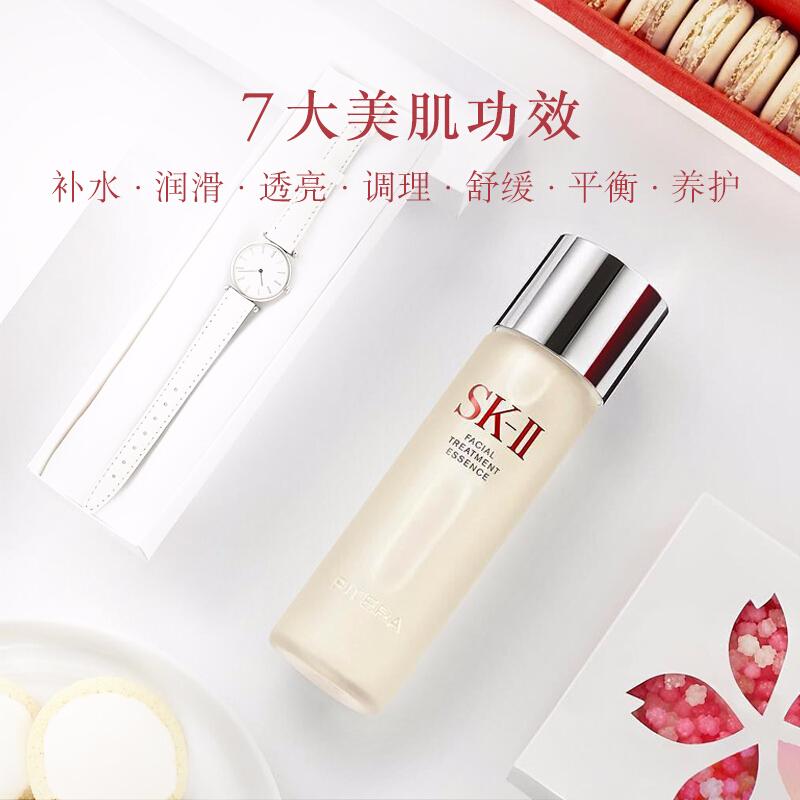 7大美肌功效
补水·润滑·透亮·调理·舒缓·平衡·养护
SK-II
FACIAL
TREATMENT
ESSENCE
PITERA